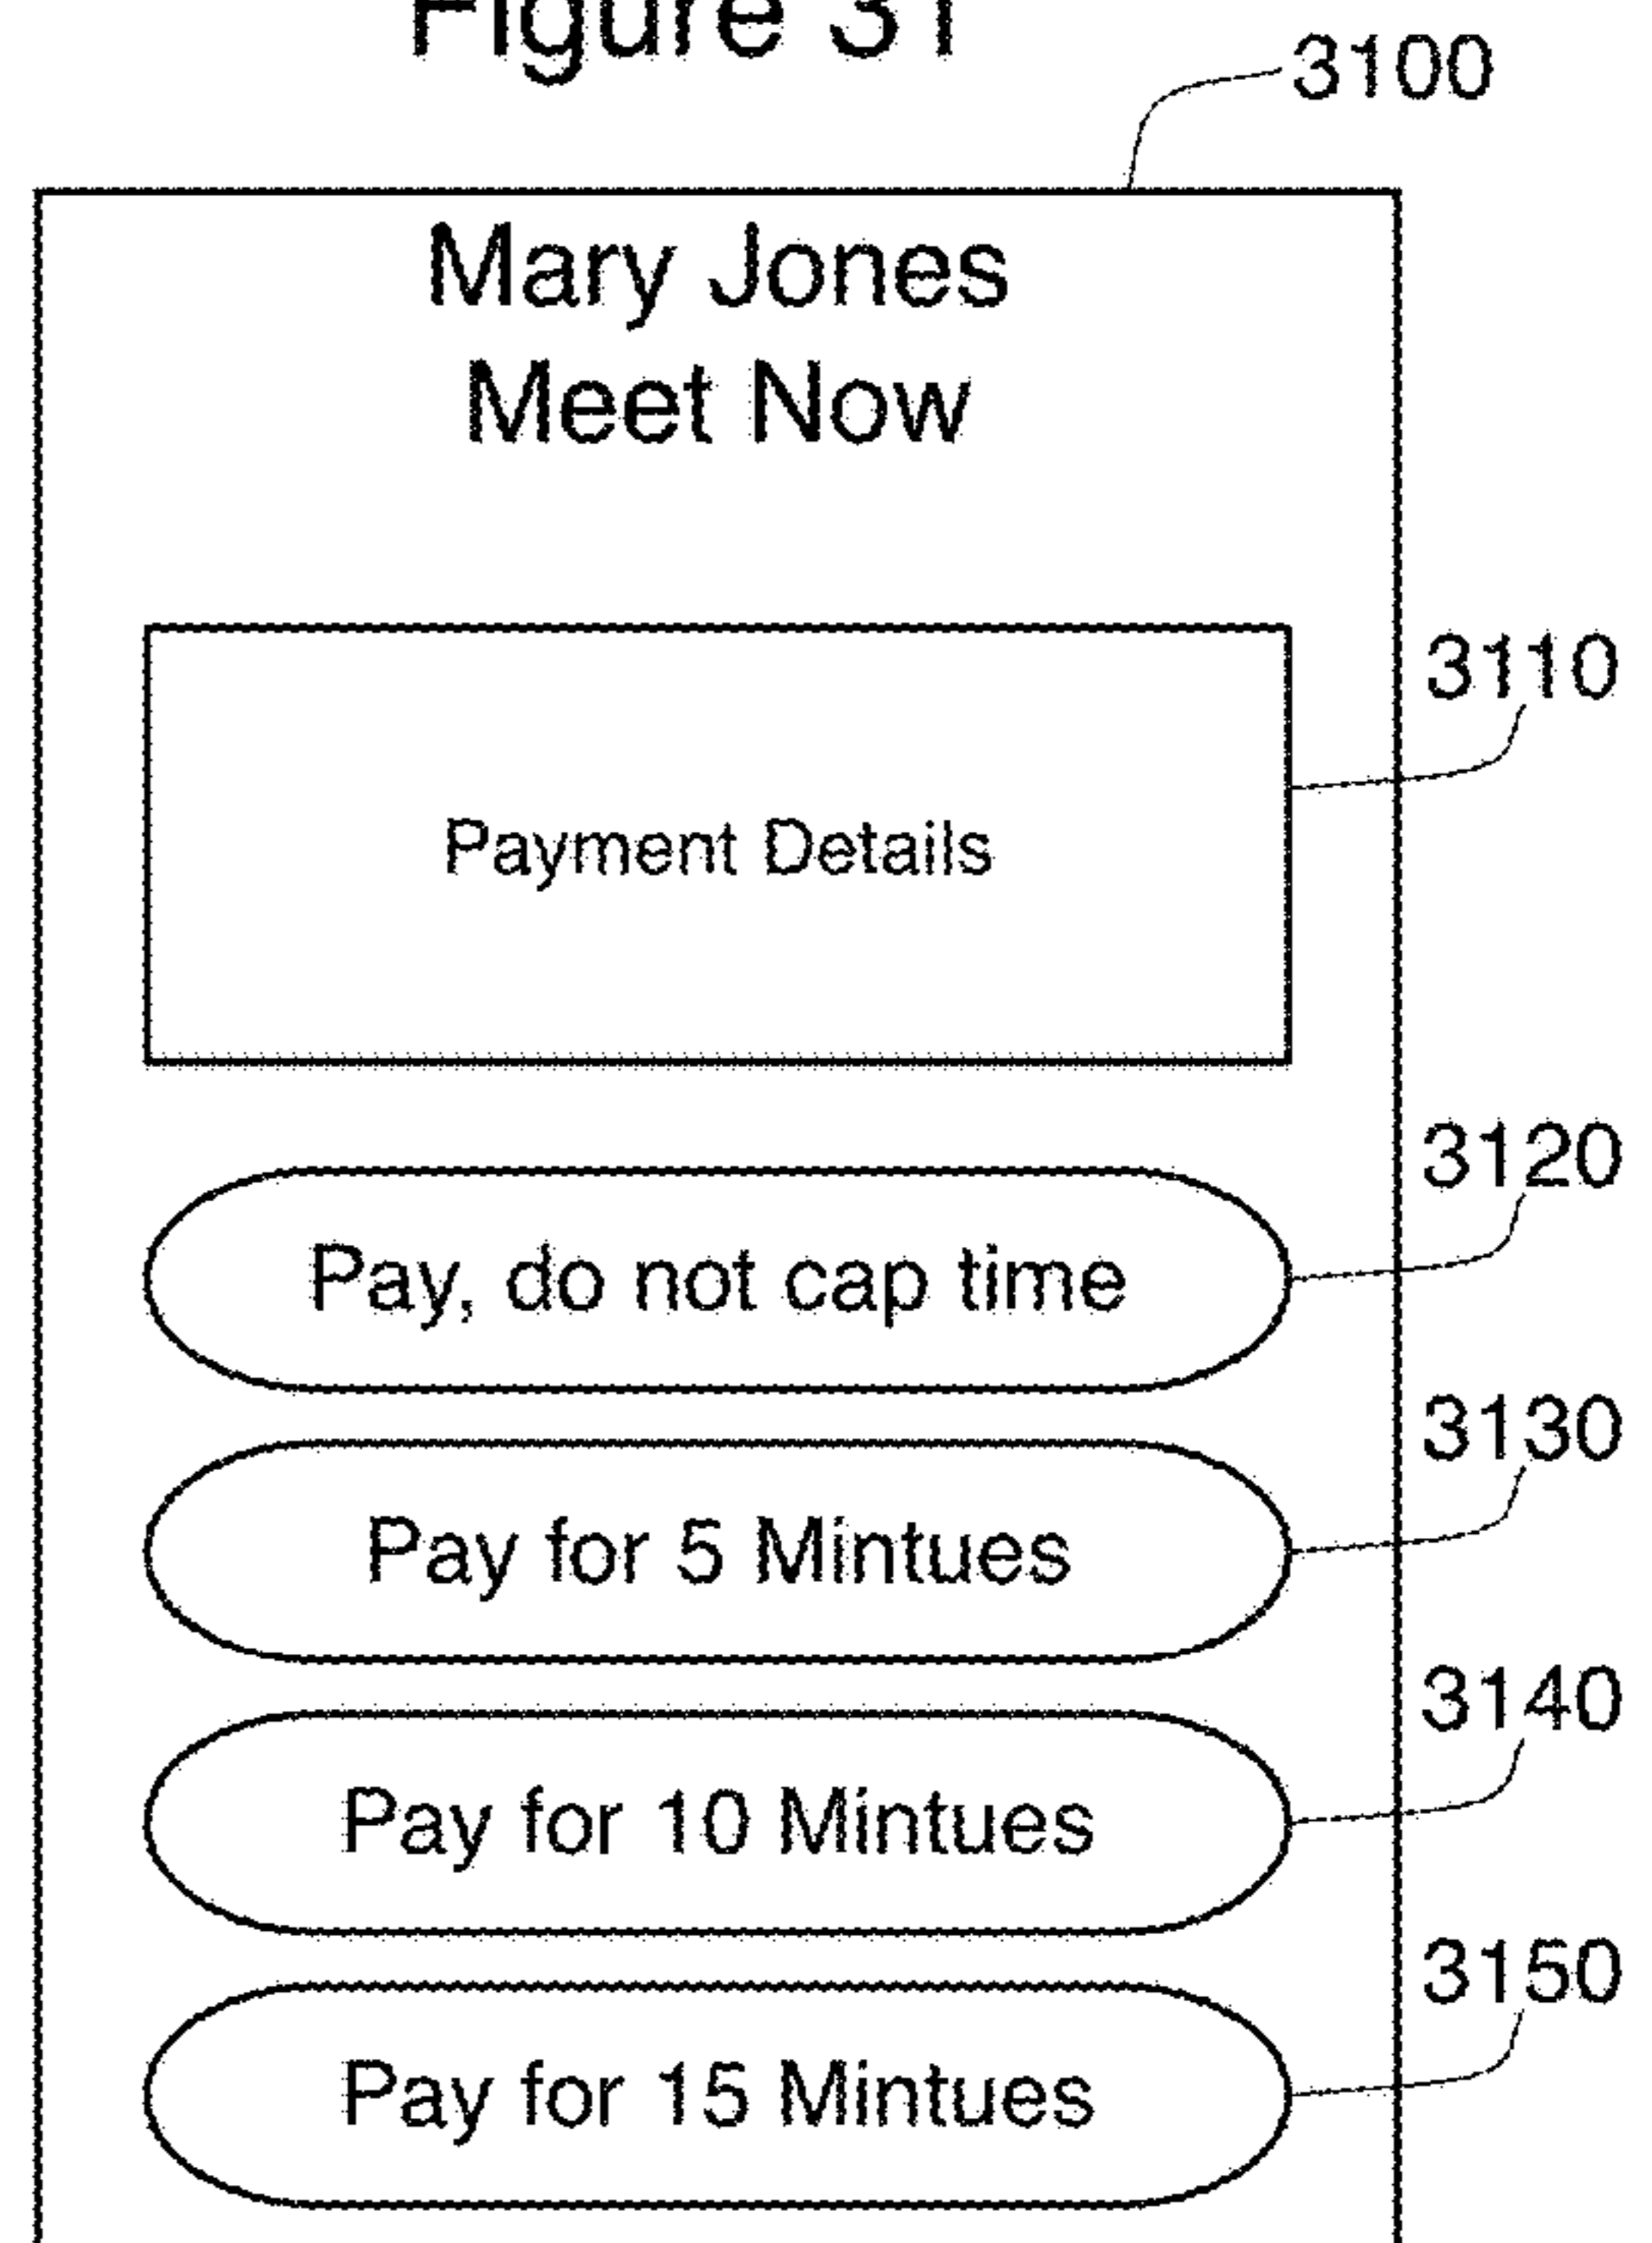 Figure 31
3100
Mary Jones
Meet Now
3110
Payment Details
3120
Pay, do not cap time
3130
Pay for 5 Mintues
3140
Pay for 10 Mintues
3150
Pay for 15 Mintues